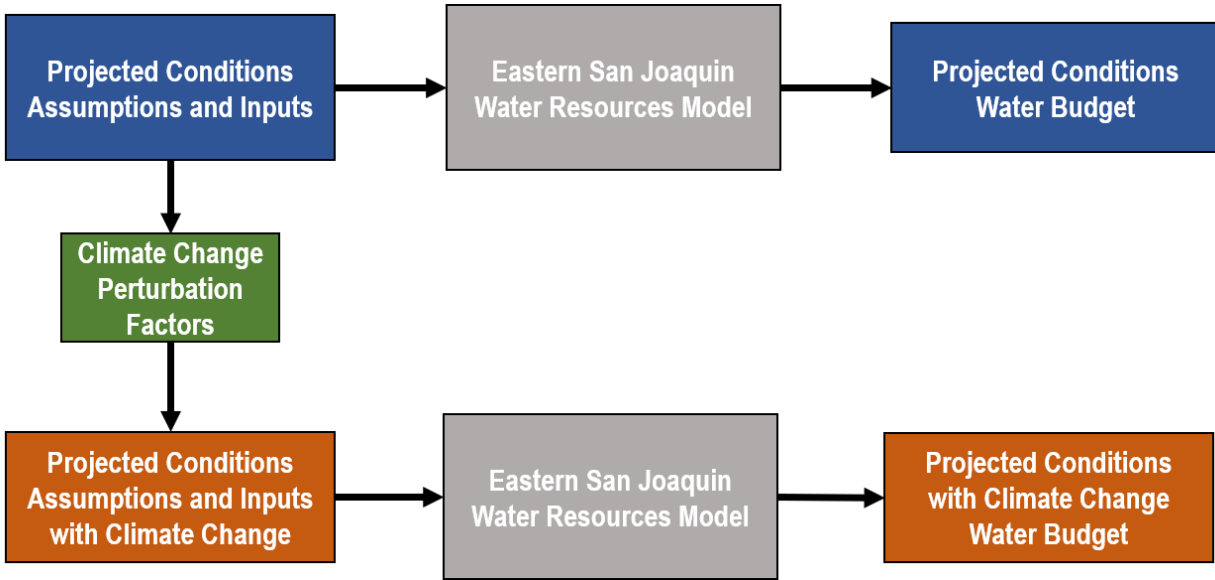 Projected Conditions
Assumptions and Inputs
Eastern San Joaquin
Water Resources Model
Projected Conditions
Water Budget
Climate Change
Perturbation
Factors
Projected Conditions
Assumptions and Inputs
with Climate Change
Eastern San Joaquin
Water Resources Model
Projected Conditions
with Climate Change
Water Budget